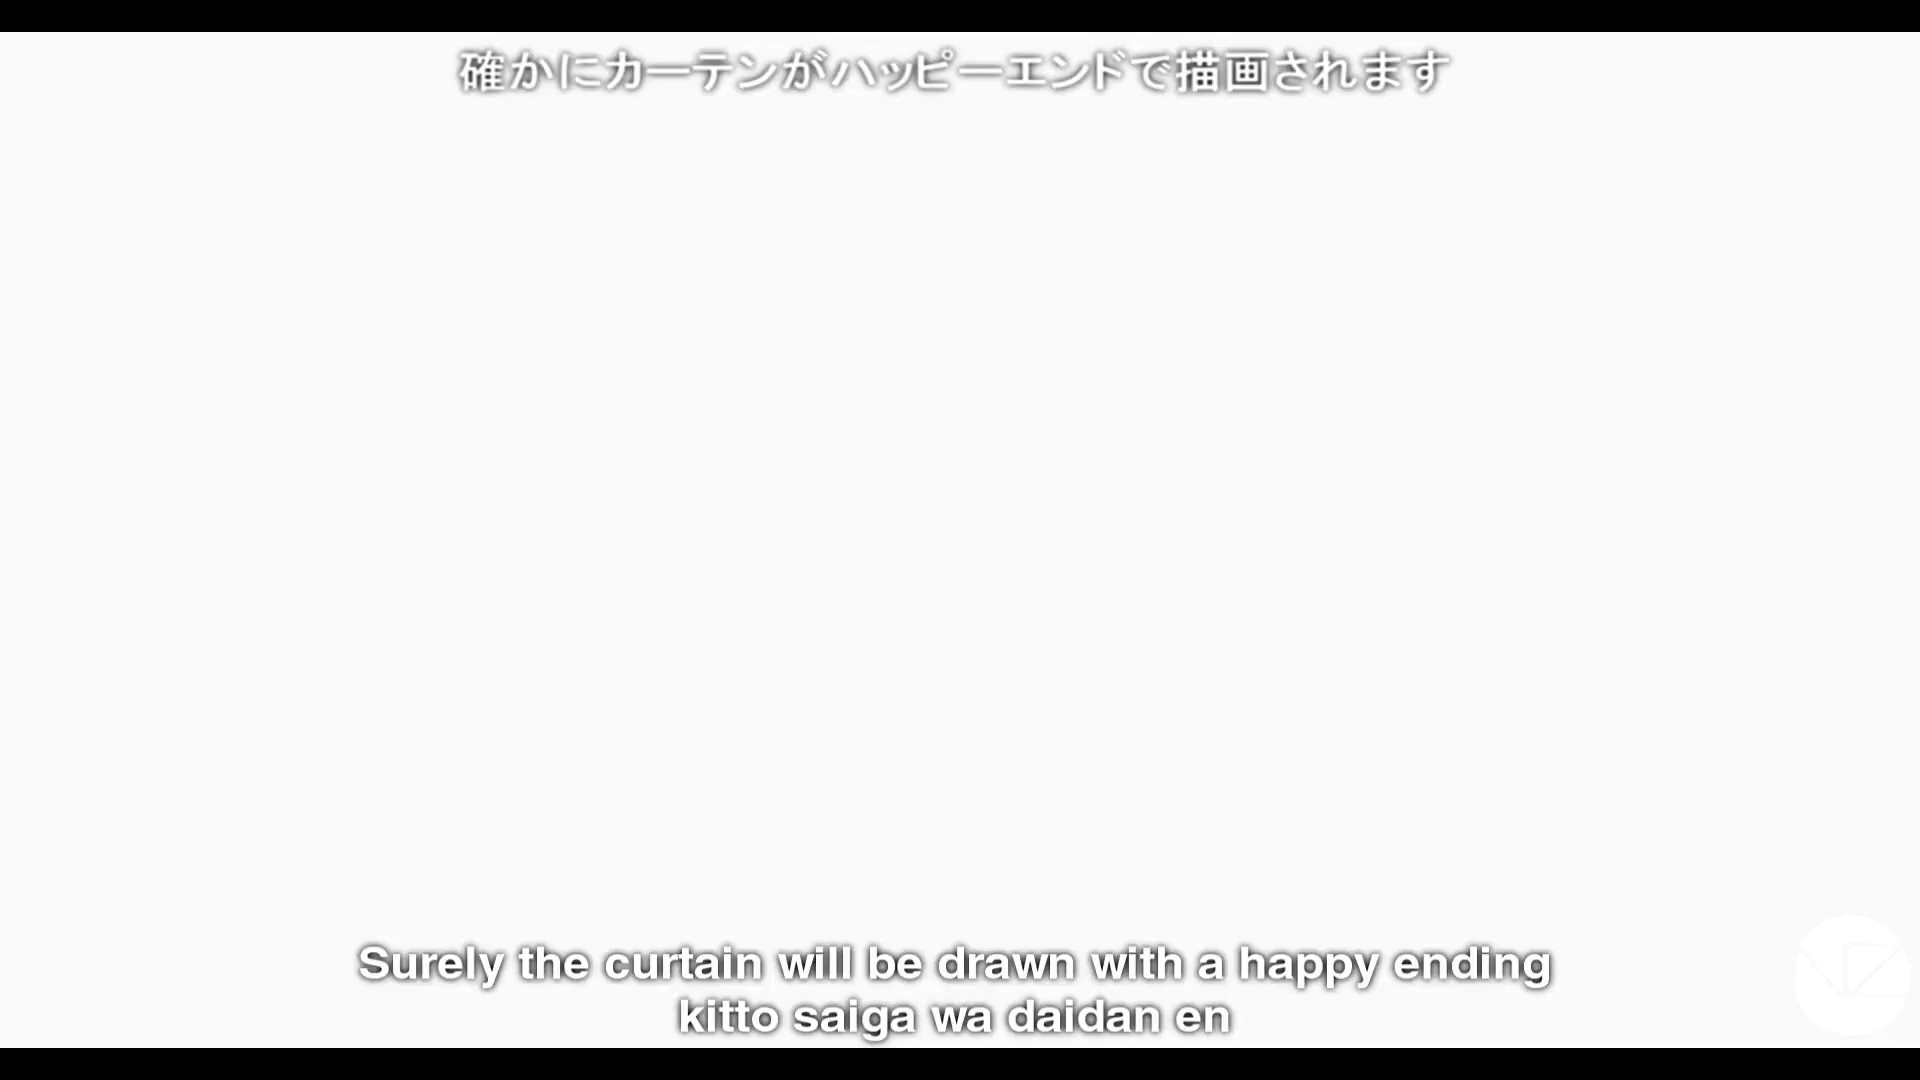 確かにカーテンがハッピーエンドで描画されます
Surely the curtain will be drawn with a happy ending
kitto saiga wa daidan en